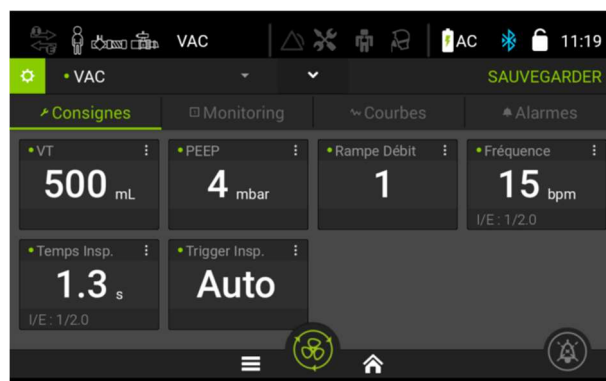 VAC AC 11:19
• VAC SAUVEGARDER
Consignes Monitoring Courbes Alarmes
• VT • PEEP • Rampe Débit • Fréquence
500 mL 4 mbar 1 15 bpm
I/E : 1/2.0
• Temps Insp. • Trigger Insp.
1.3 s Auto
I/E : 1/2.0